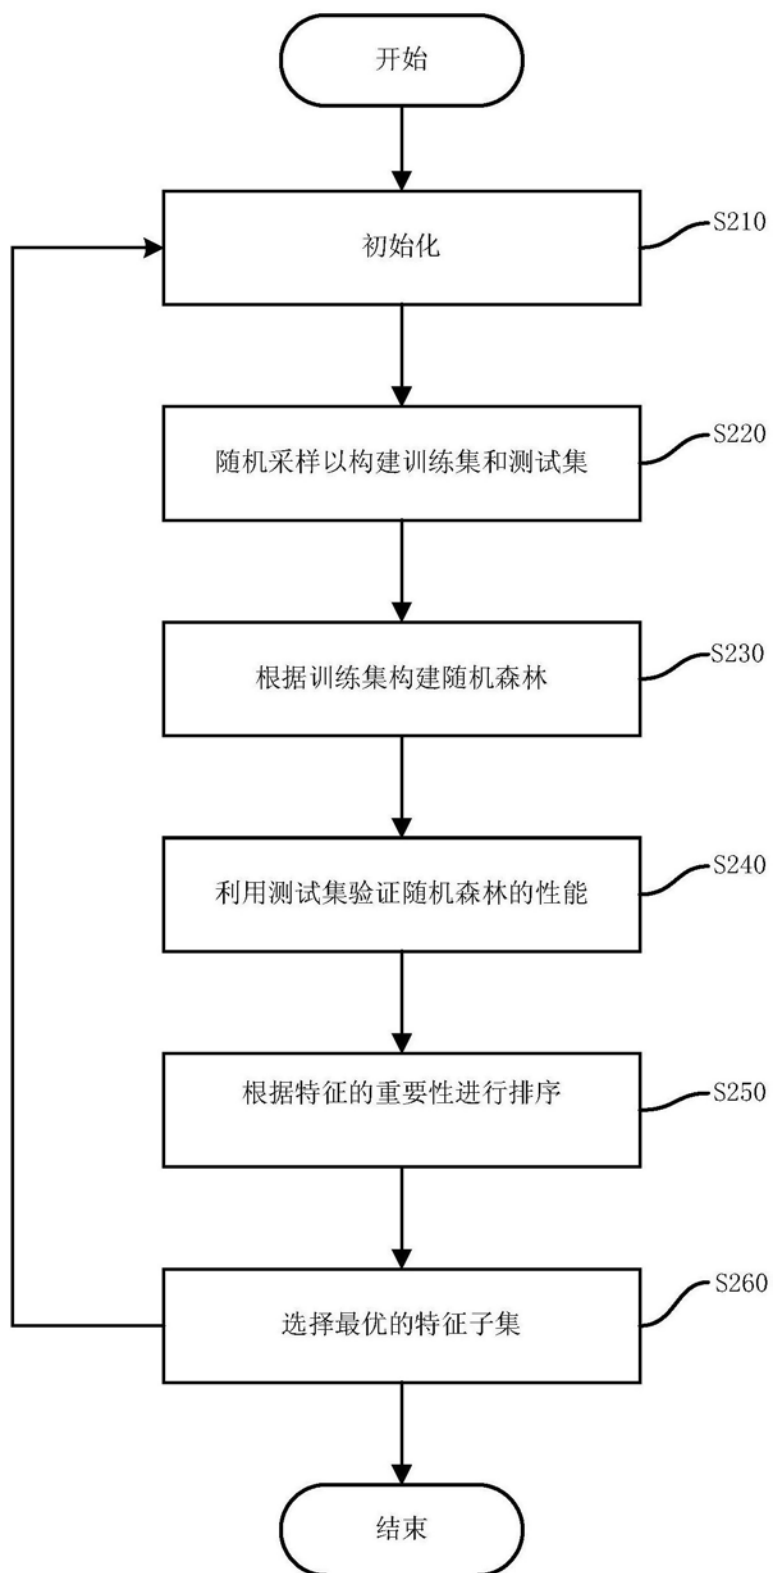 开始
初始化
S210
随机采样以构建训练集和测试集
S220
根据训练集构建随机森林
S230
利用测试集验证随机森林的性能
S240
根据特征的重要性进行排序
S250
选择最优的特征子集
S260
结束